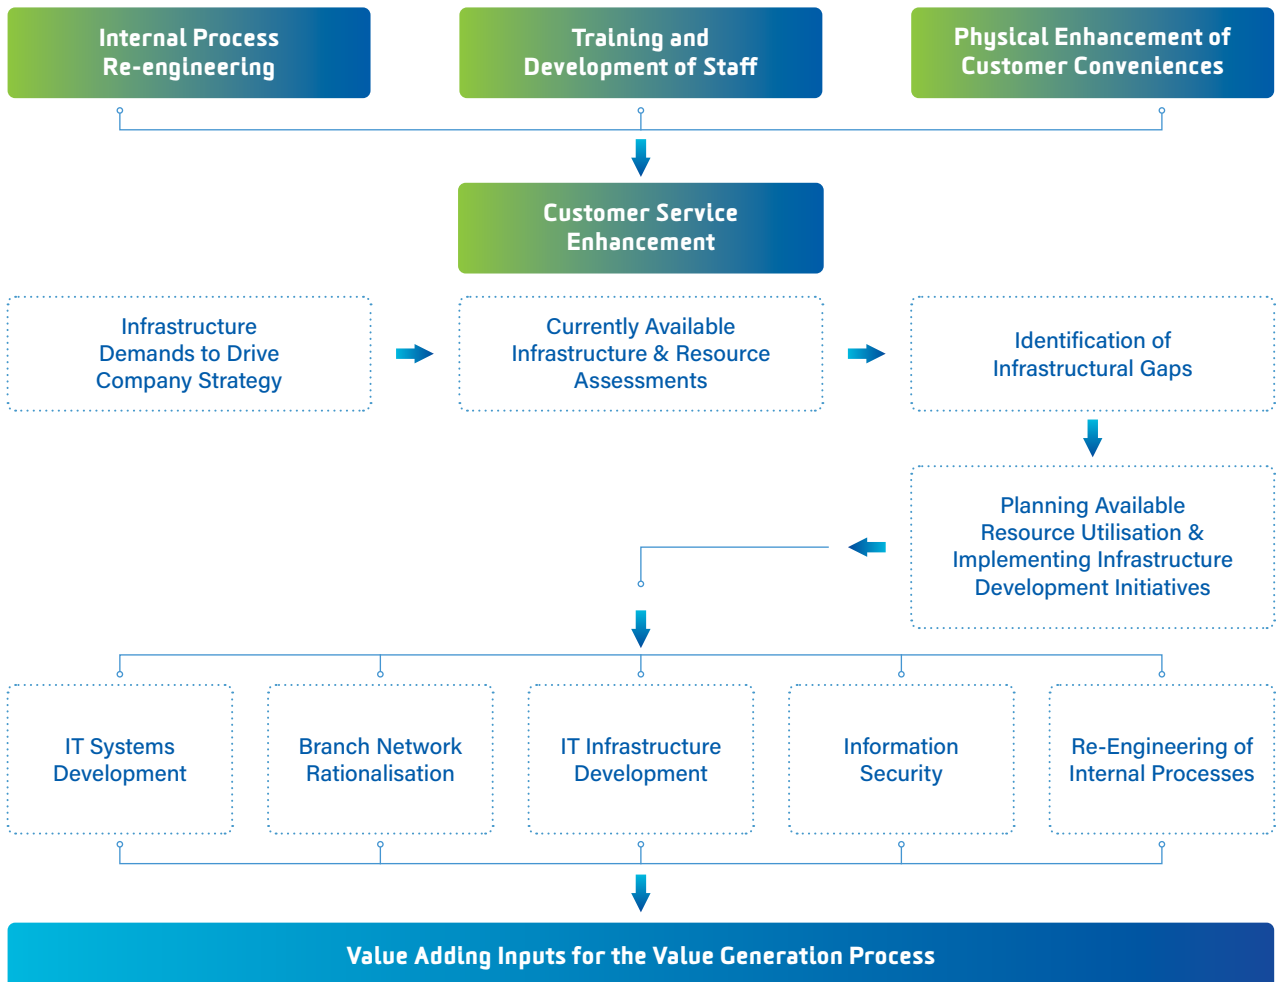 Internal Process
Re-engineering
Training and
Development of Staff
Physical Enhancement of
Customer Conveniences
Customer Service
Enhancement
Infrastructure
Demands to Drive
Company Strategy
Currently Available
Infrastructure & Resource
Assessments
Identification of
Infrastructural Gaps
Planning Available
Resource Utilisation &
Implementing Infrastructure
Development Initiatives
IT Systems
Development
Branch Network
Rationalisation
IT Infrastructure
Development
Information
Security
Re-Engineering of
Internal Processes
Value Adding Inputs for the Value Generation Process